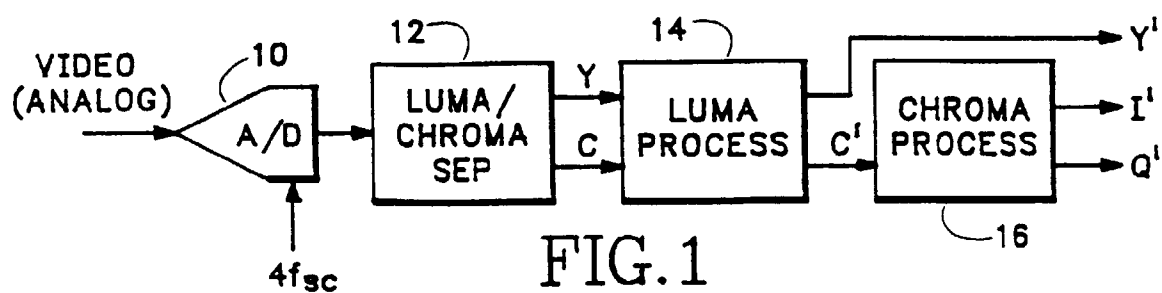 VIDEO
(ANALOG)
10
A/D
4fsc
12
LUMA/
CHROMA
SEP
Y
C
14
LUMA
PROCESS
C'
CHROMA
PROCESS
16
Y'
I'
Q'
FIG. 1